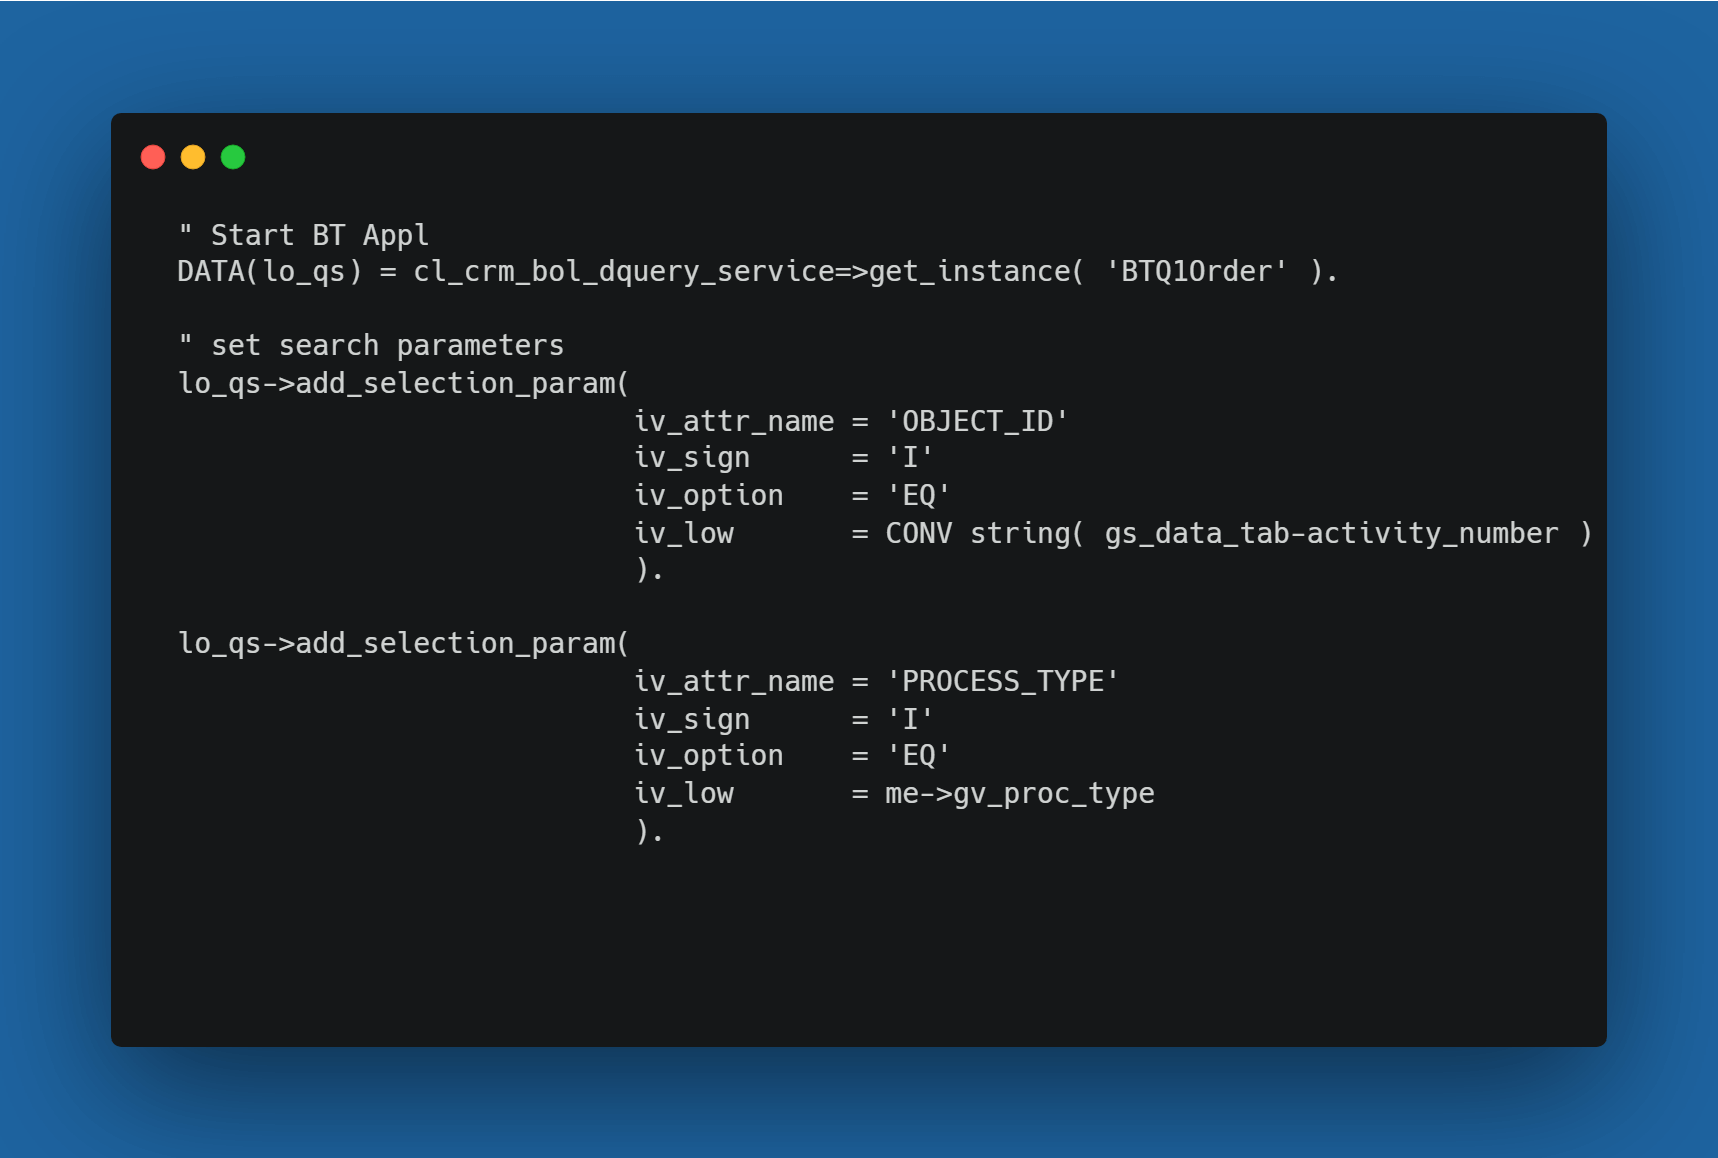 " Start BT Appl
DATA(lo_qs) = cl_crm_bol_dquery_service=>get_instance( 'BTQ1Order' ).
" set search parameters
lo_qs->add_selection_param(
iv_attr_name = 'OBJECT_ID'
iv_sign      = 'I'
iv_option    = 'EQ'
iv_low       = CONV string( gs_data_tab-activity_number )
).
lo_qs->add_selection_param(
iv_attr_name = 'PROCESS_TYPE'
iv_sign      = 'I'
iv_option    = 'EQ'
iv_low       = me->gv_proc_type
).